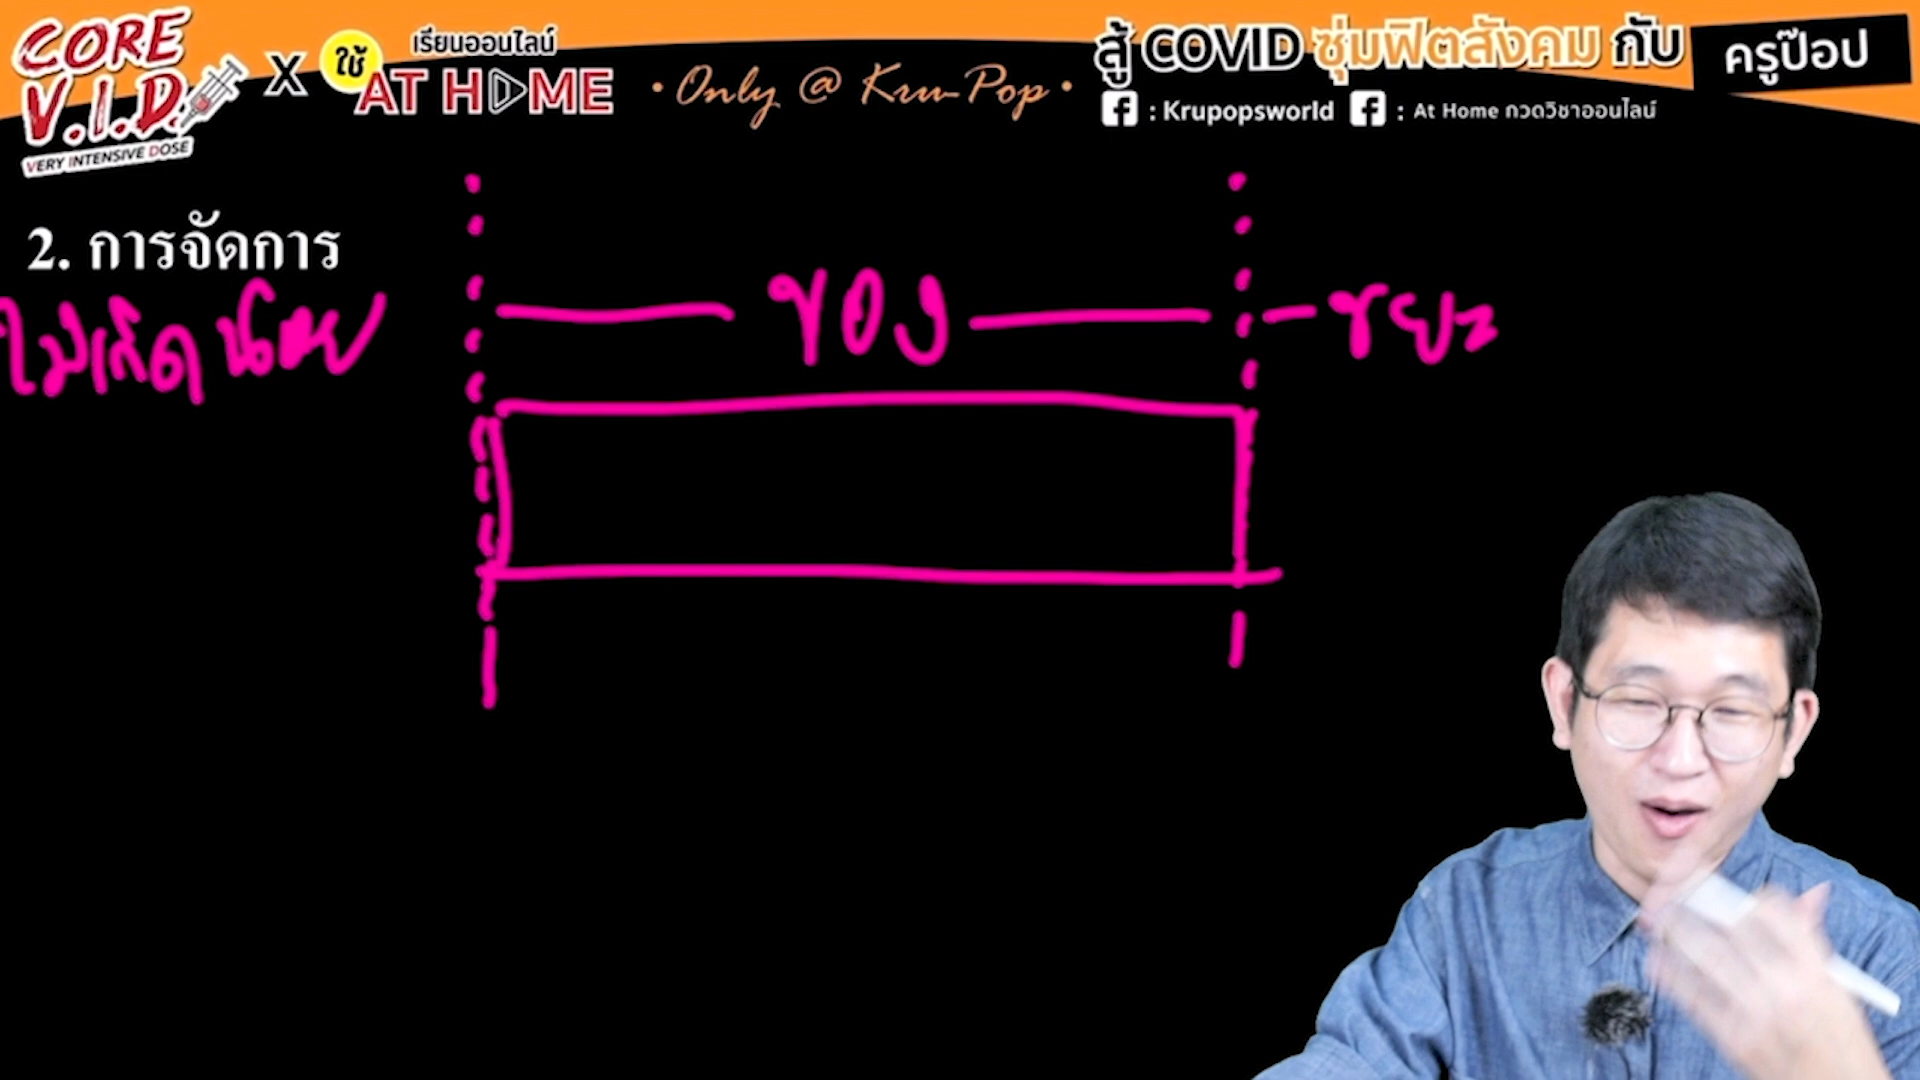 CORE
V.I.D.
VERY INTENSIVE DOSE
X
ใช้
เรียนออนไลน์
AT HOME
• Only @ Kru-Pop •
สู้ COVID ซุ่มฟิตสังคม กับ ครูป๊อป
: Krupopsworld : At Home กวดวิชาออนไลน์
2. การจัดการ
ไม่เกิด น้อย
ของ
ขยะ